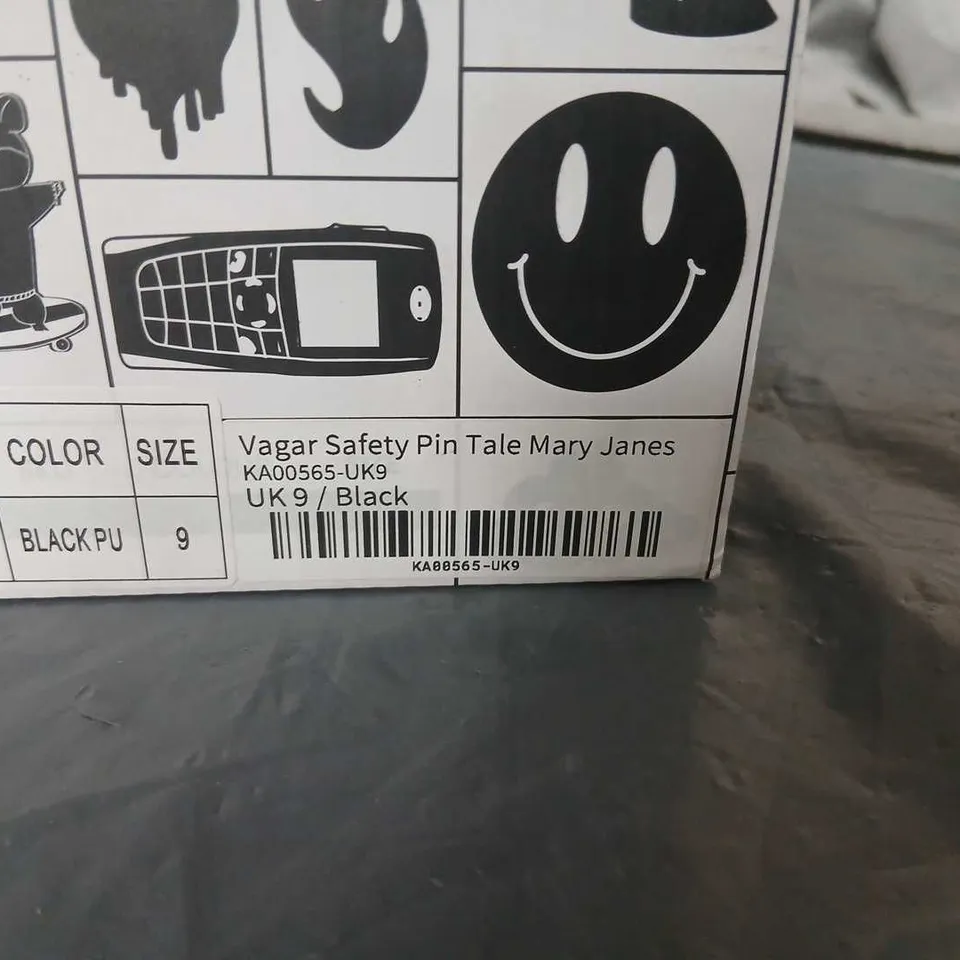 COLOR SIZE
BLACK PU 9
Vagar Safety Pin Tale Mary Janes
KA00565-UK9
UK 9 / Black
KA00565-UK9